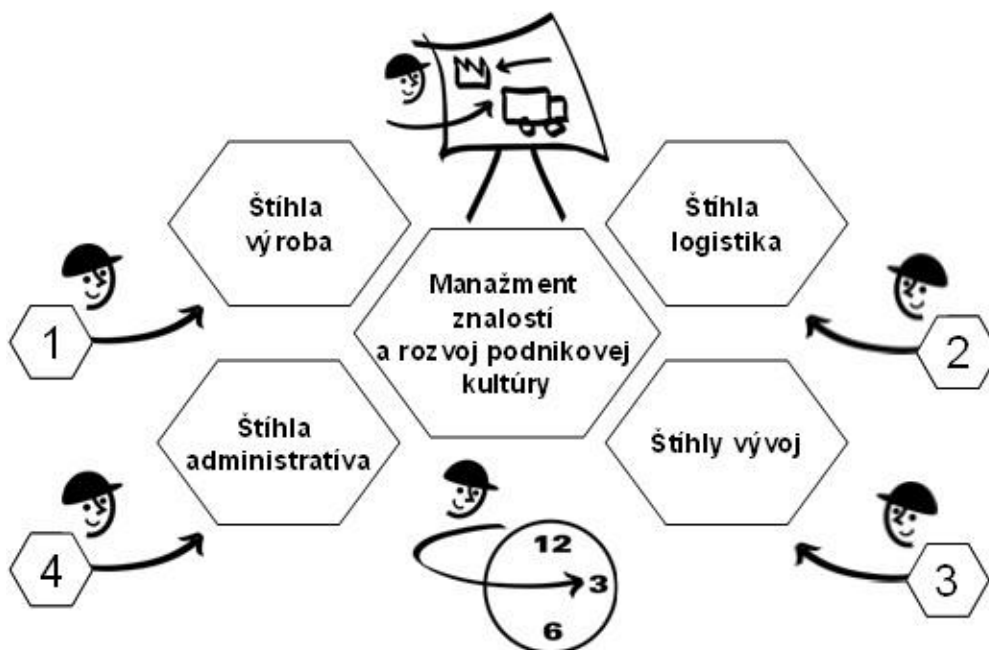 Štíhla
výroba
Štíhla
logistika
Manažment
znalostí
a rozvoj podnikovej
kultúry
1
2
Štíhla
administratíva
Štíhly vývoj
4
3
12
3
6